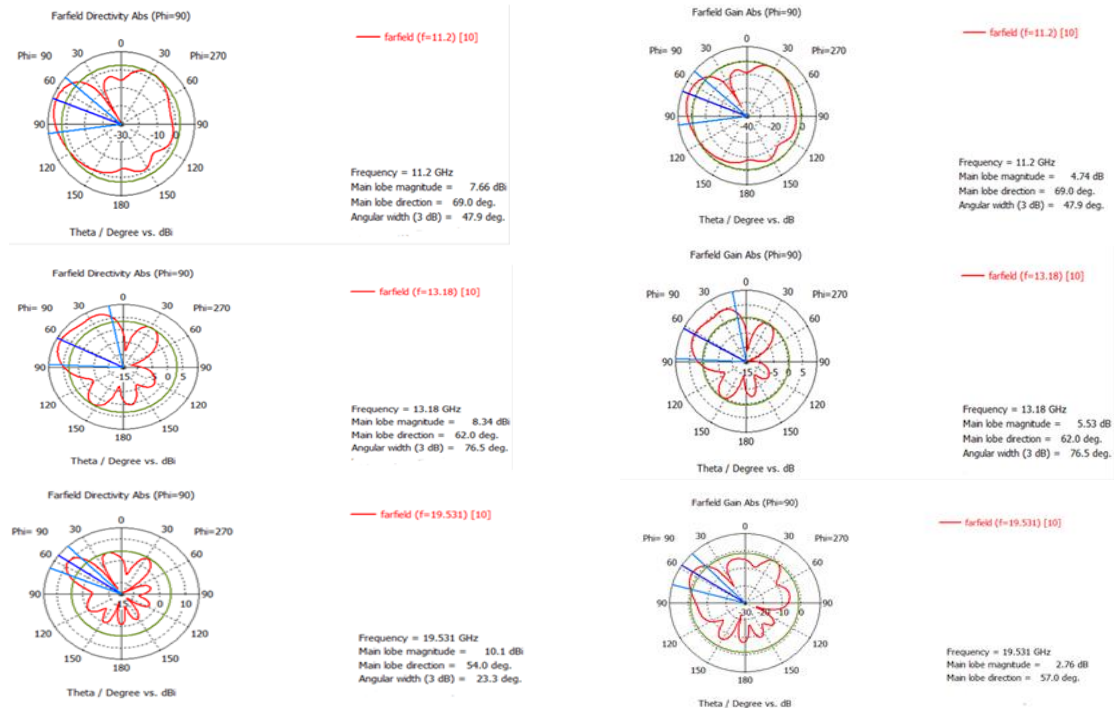 Farfield Directivity Abs (Phi=90)
farfield (f=11.2) [10]
0
30
30
Phi= 90
Phi=270
60
60
90
-30
-10
0
90
120
120
150
150
180
Theta / Degree vs. dBi
Frequency = 11.2 GHz
Main lobe magnitude = 7.66 dBi
Main lobe direction = 69.0 deg.
Angular width (3 dB) = 47.9 deg.
Farfield Gain Abs (Phi=90)
farfield (f=11.2) [10]
0
30
30
Phi= 90
Phi=270
60
60
90
-40
-20
0
90
120
120
150
150
180
Theta / Degree vs. dB
Frequency = 11.2 GHz
Main lobe magnitude = 4.74 dB
Main lobe direction = 69.0 deg.
Angular width (3 dB) = 47.9 deg.
Farfield Directivity Abs (Phi=90)
farfield (f=13.18) [10]
0
30
30
Phi= 90
Phi=270
60
60
90
-15
-5
0
5
90
120
120
150
150
180
Theta / Degree vs. dBi
Frequency = 13.18 GHz
Main lobe magnitude = 8.34 dBi
Main lobe direction = 62.0 deg.
Angular width (3 dB) = 76.5 deg.
Farfield Gain Abs (Phi=90)
farfield (f=13.18) [10]
0
30
30
Phi= 90
Phi=270
60
60
90
-15
-5
0
5
90
120
120
150
150
180
Theta / Degree vs. dB
Frequency = 13.18 GHz
Main lobe magnitude = 5.53 dB
Main lobe direction = 62.0 deg.
Angular width (3 dB) = 76.5 deg.
Farfield Directivity Abs (Phi=90)
farfield (f=19.531) [10]
0
30
30
Phi= 90
Phi=270
60
60
90
-15
0
10
90
120
120
150
150
180
Theta / Degree vs. dBi
Frequency = 19.531 GHz
Main lobe magnitude = 10.1 dBi
Main lobe direction = 54.0 deg.
Angular width (3 dB) = 23.3 deg.
Farfield Gain Abs (Phi=90)
farfield (f=19.531) [10]
0
30
30
Phi= 90
Phi=270
60
60
90
-30
-20
-10
0
90
120
120
150
150
180
Theta / Degree vs. dB
Frequency = 19.531 GHz
Main lobe magnitude = 2.76 dB
Main lobe direction = 57.0 deg.